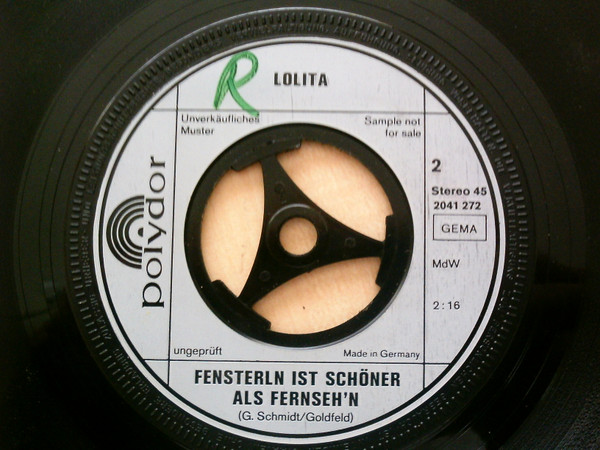 R
LOLITA
Unverkäufliches
Muster
Sample not
for sale
polydor
2
Stereo 45
2041 272
GEMA
MdW
2:16
ungeprüft
Made in Germany
FENSTERLN IST SCHÖNER
ALS FERNSEH'N
(G. Schmidt/Goldfeld)